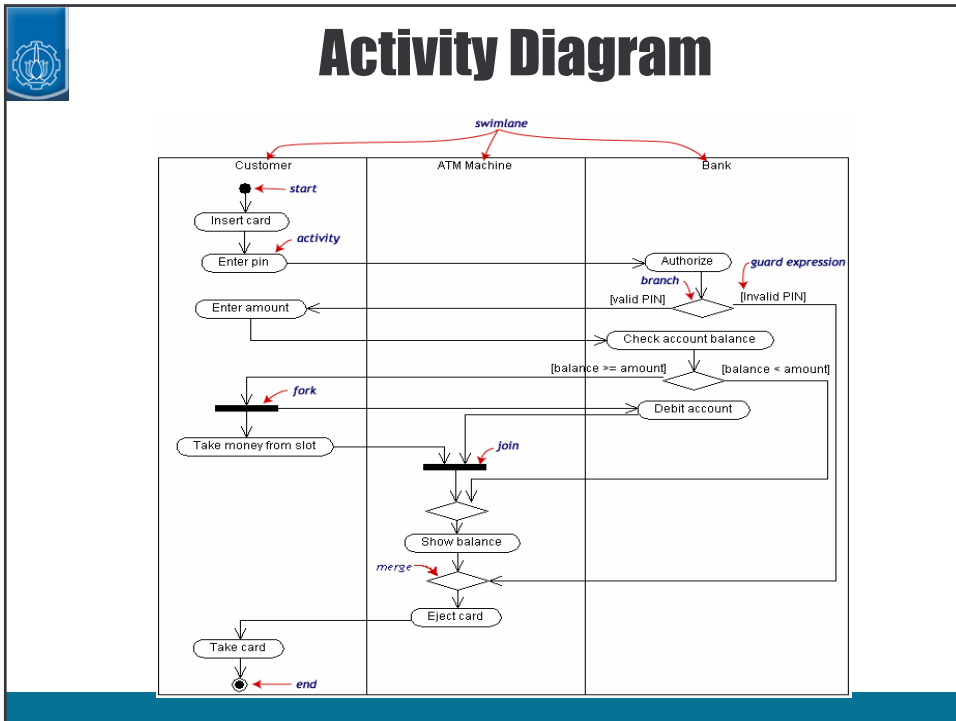 Activity Diagram
swimlane
Customer
ATM Machine
Bank
start
Insert card
activity
Enter pin
Authorize
guard expression
branch
[valid PIN]
[Invalid PIN]
Enter amount
Check account balance
[balance >= amount]
[balance < amount]
fork
Debit account
Take money from slot
join
Show balance
merge
Eject card
Take card
end